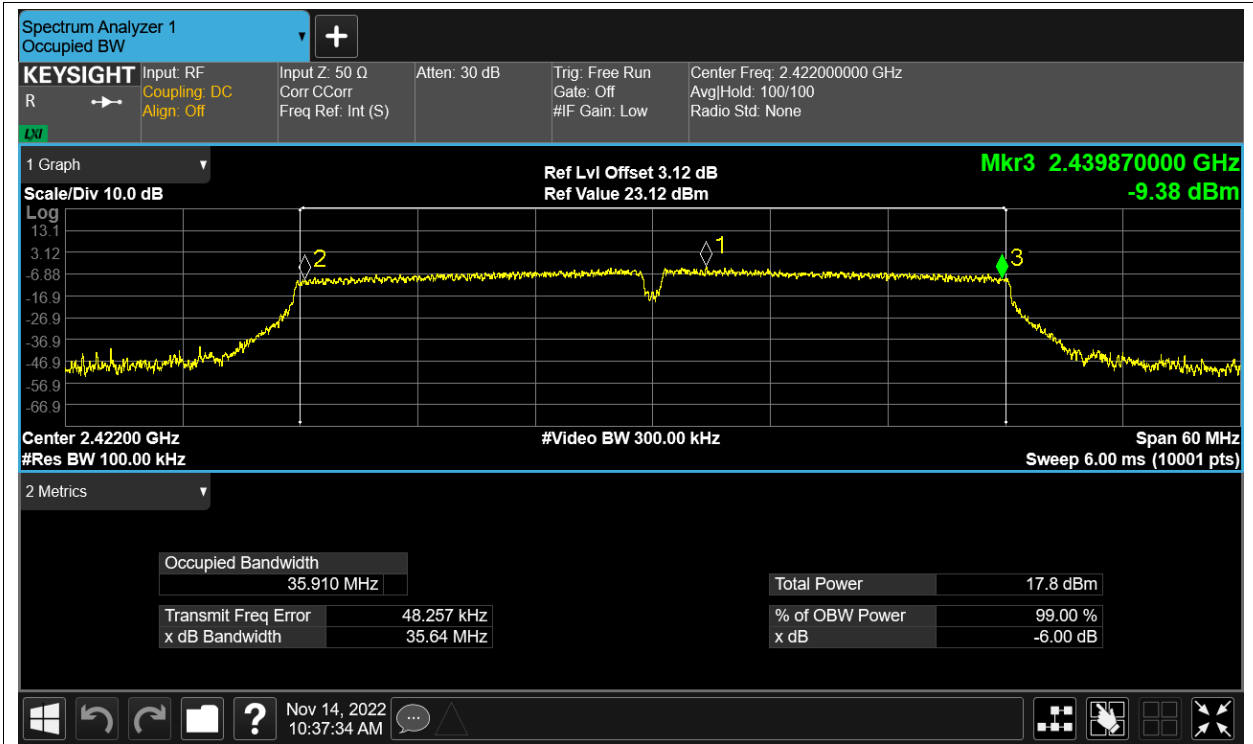 Spectrum Analyzer 1
Occupied BW
KEYSIGHT
R
LXI
Input: RF
Coupling: DC
Align: Off
Input Z: 50 Ω
Corr CCorr
Freq Ref: Int (S)
Atten: 30 dB
Trig: Free Run
Gate: Off
#IF Gain: Low
Center Freq: 2.422000000 GHz
Avg|Hold: 100/100
Radio Std: None
1 Graph
Scale/Div 10.0 dB
Ref Lvl Offset 3.12 dB
Ref Value 23.12 dBm
Mkr3 2.439870000 GHz
-9.38 dBm
Log
13.1
3.12
-6.88
-16.9
-26.9
-36.9
-46.9
-56.9
-66.9
2
1
3
Center 2.42200 GHz
#Video BW 300.00 kHz
Span 60 MHz
#Res BW 100.00 kHz
Sweep 6.00 ms (10001 pts)
2 Metrics
Occupied Bandwidth
35.910 MHz
Transmit Freq Error 48.257 kHz
x dB Bandwidth 35.64 MHz
Total Power 17.8 dBm
% of OBW Power 99.00 %
x dB -6.00 dB
?
Nov 14, 2022
10:37:34 AM